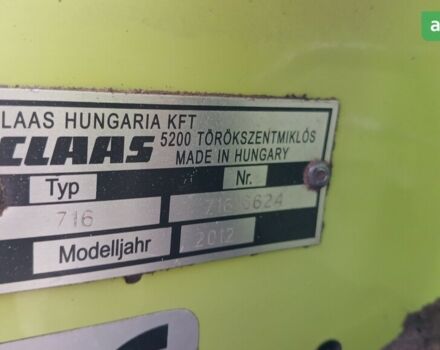 LAAS HUNGARIA KFT
CLAAS 5200 TÖRÖKSZENTMIKLÓS
MADE IN HUNGARY
Typ Nr.
716
Modelljahr 2012